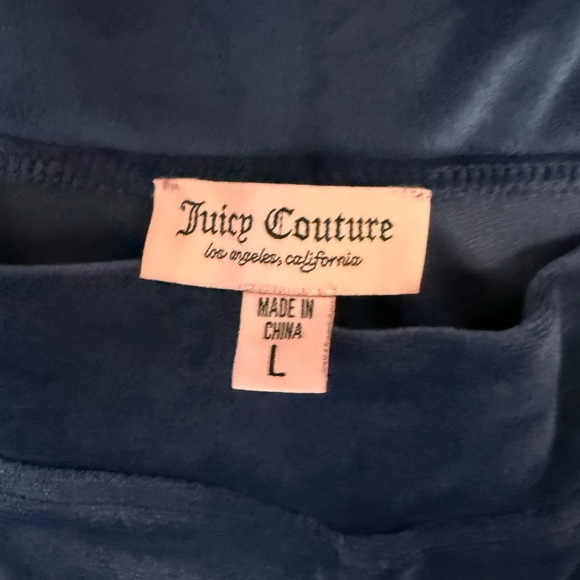 Juicy Couture
los angeles, california
MADE IN
CHINA
L